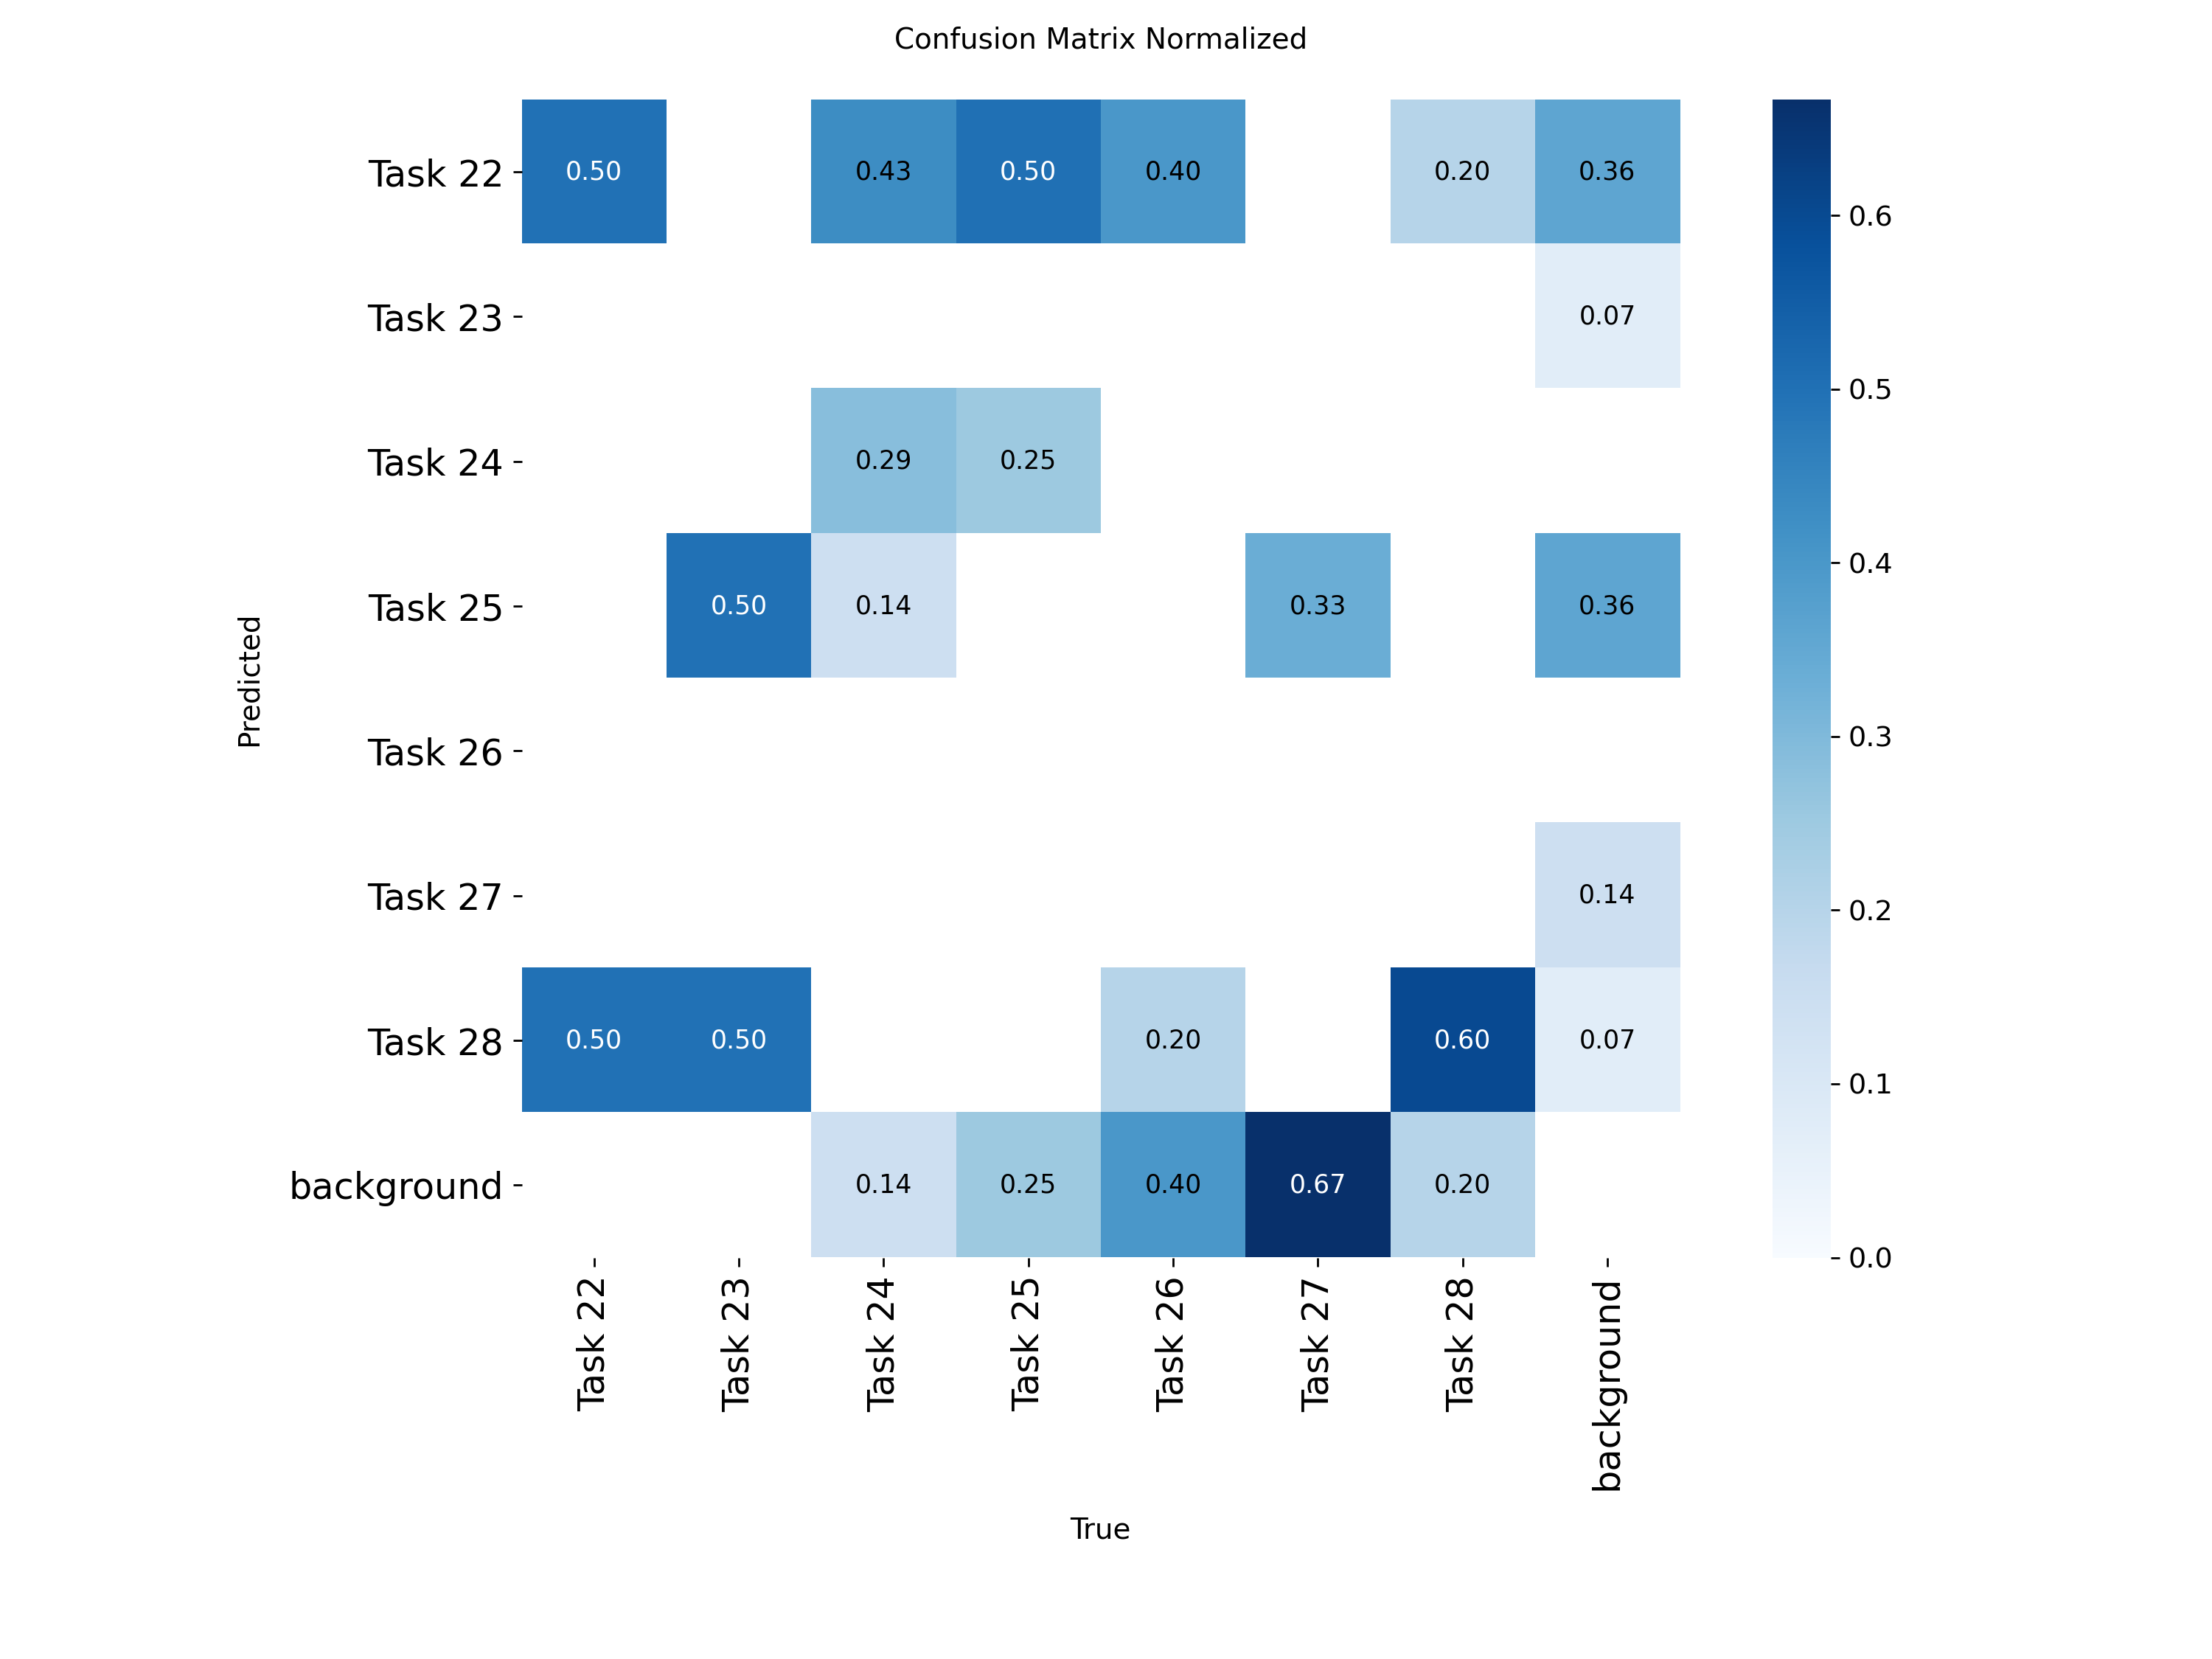 Confusion Matrix Normalized
Task 22 0.50 0.43 0.50 0.40 0.20 0.36
Task 23 0.07
Task 24 0.29 0.25
Task 25 0.50 0.14 0.33 0.36
Task 26
Task 27 0.14
Task 28 0.50 0.50 0.20 0.60 0.07
background 0.14 0.25 0.40 0.67 0.20
Predicted
Task 22 Task 23 Task 24 Task 25 Task 26 Task 27 Task 28 background
True
0.6
0.5
0.4
0.3
0.2
0.1
0.0